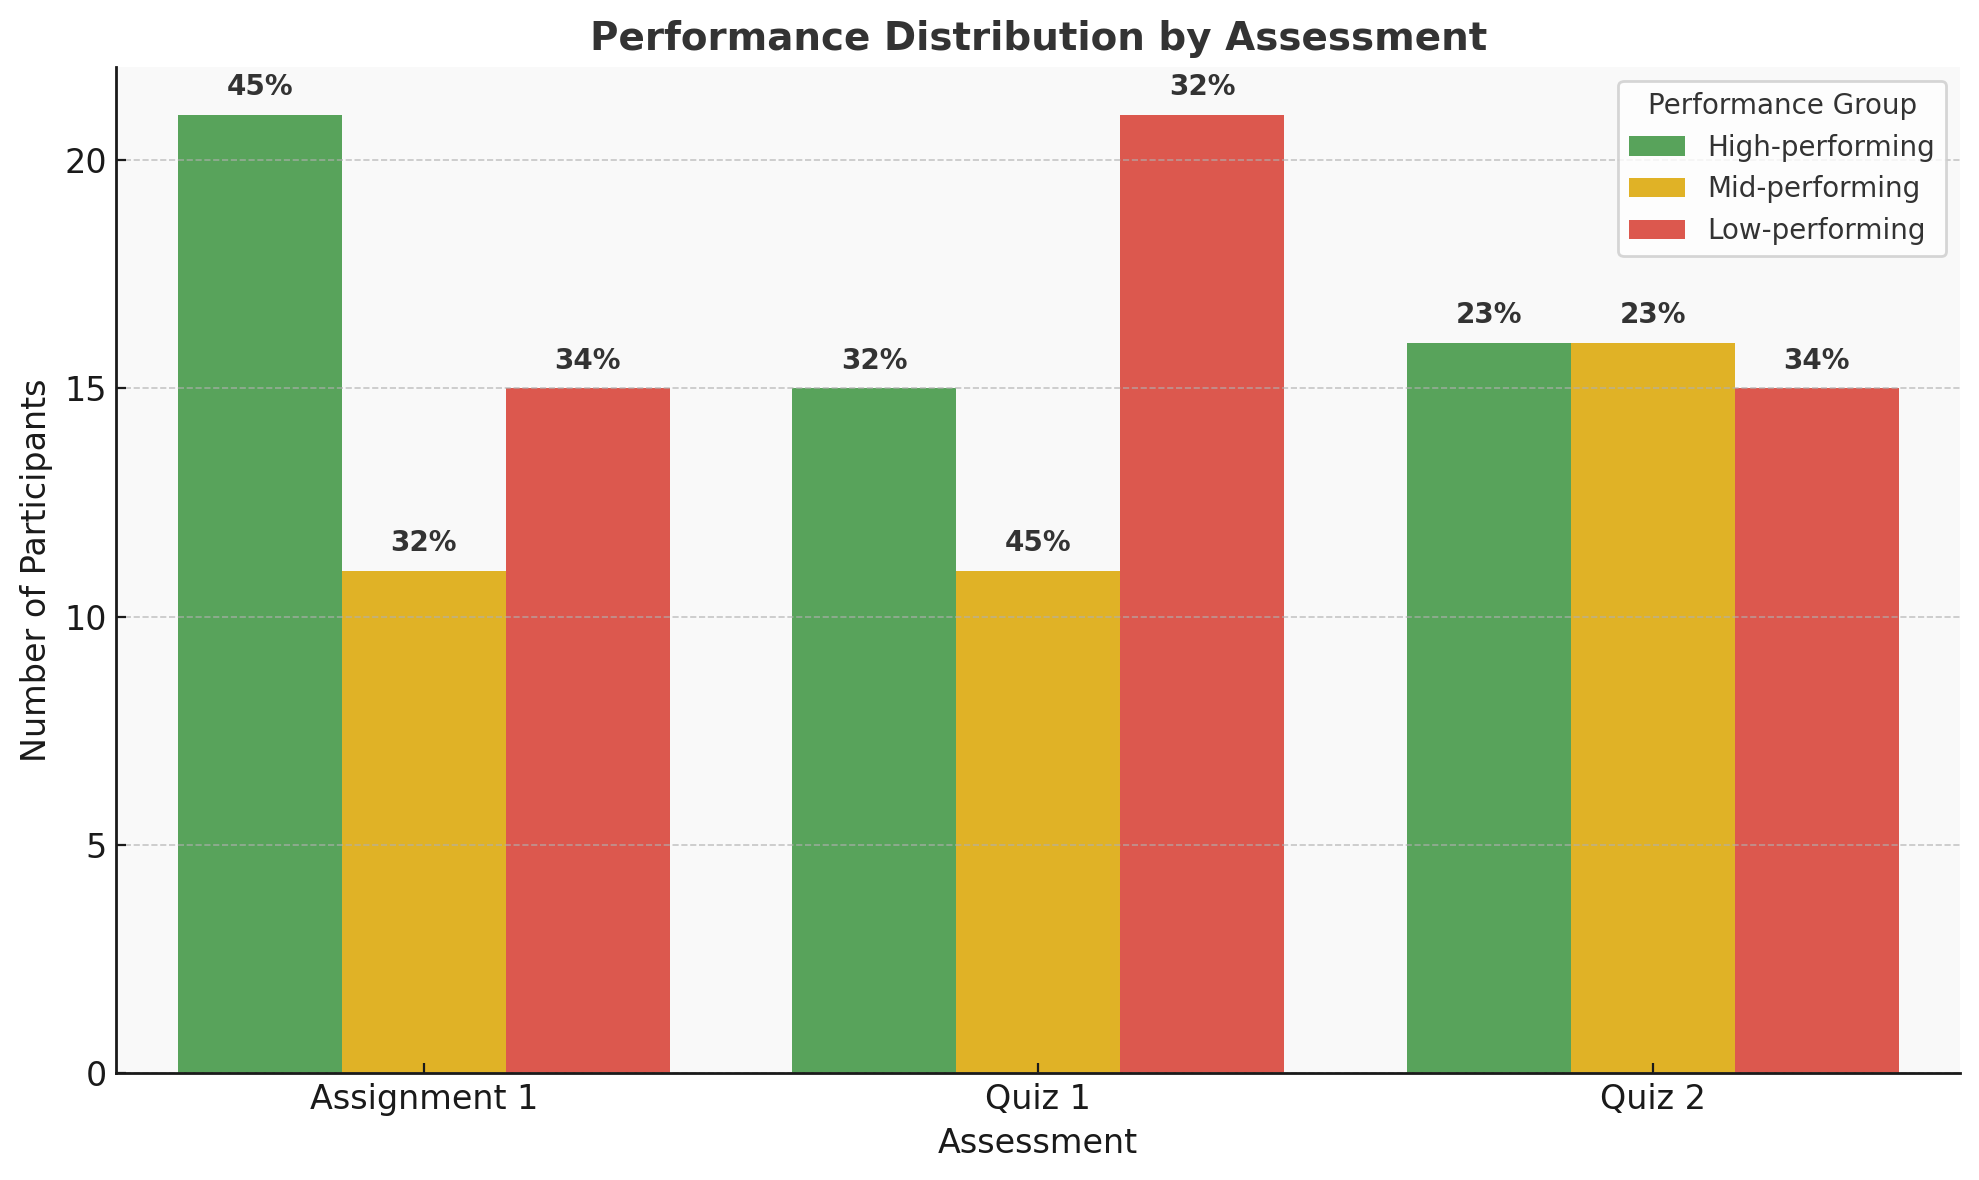 Performance Distribution by Assessment
45%
32%
34%
32%
45%
32%
23%
23%
34%
Performance Group
High-performing
Mid-performing
Low-performing
Number of Participants
20
15
10
5
0
Assignment 1
Quiz 1
Quiz 2
Assessment